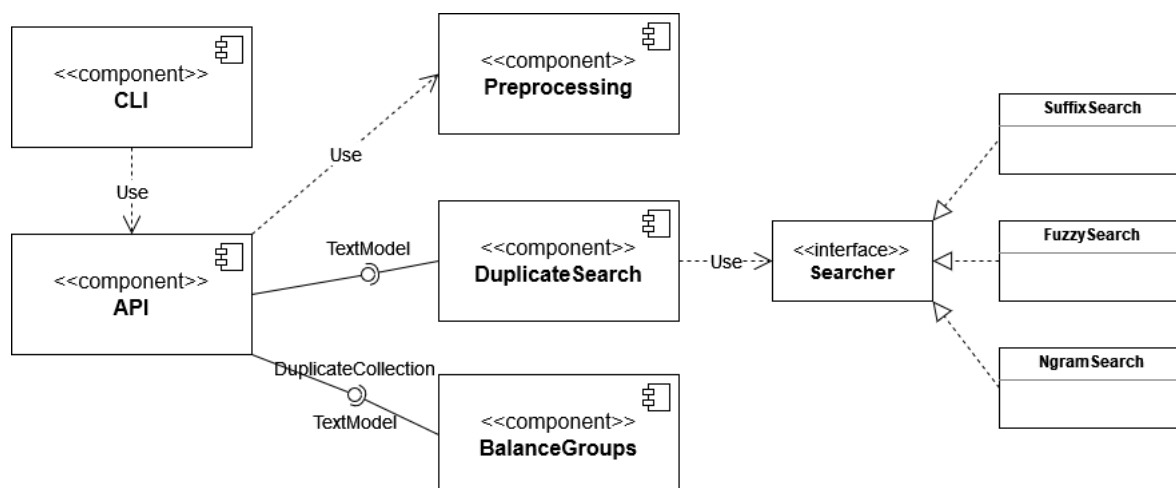 <<component>>
CLI
Use
<<component>>
API
<<component>>
Preprocessing
Use
TextModel
<<component>>
DuplicateSearch
DuplicateCollection
TextModel
<<component>>
BalanceGroups
Use
<<interface>>
Searcher
SuffixSearch
FuzzySearch
NgramSearch